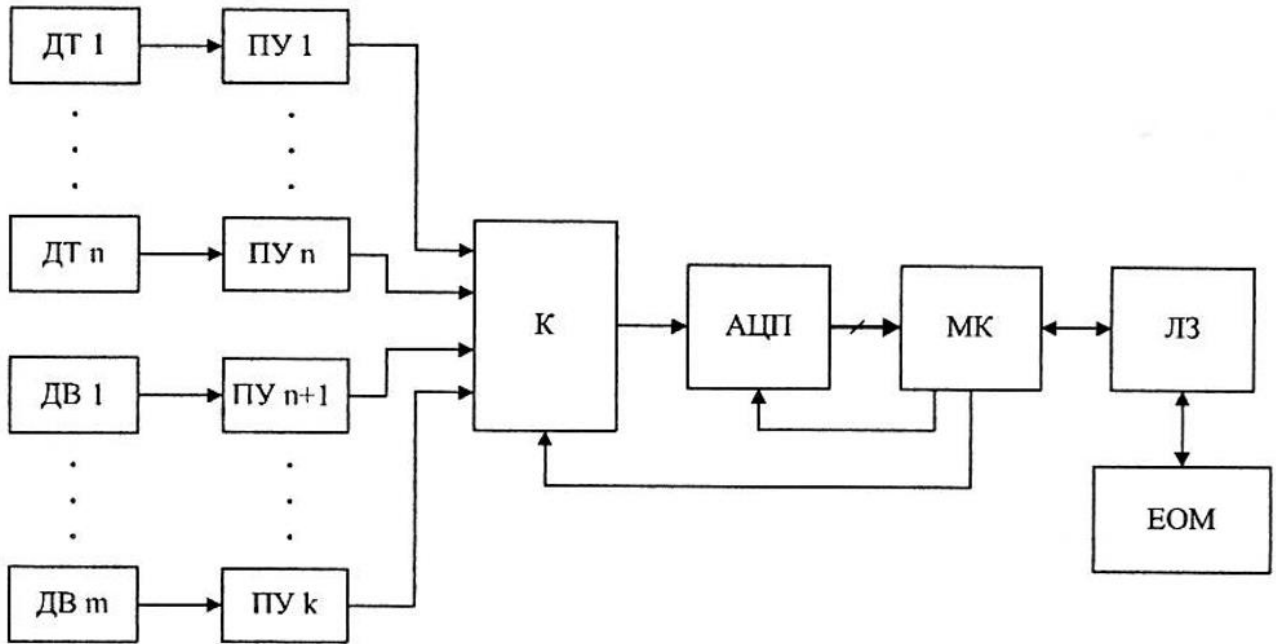 ДТ 1
ПУ 1
ДТ n
ПУ n
К
АЦП
МК
ЛЗ
ДВ 1
ПУ n+1
ЕОМ
ДВ m
ПУ k